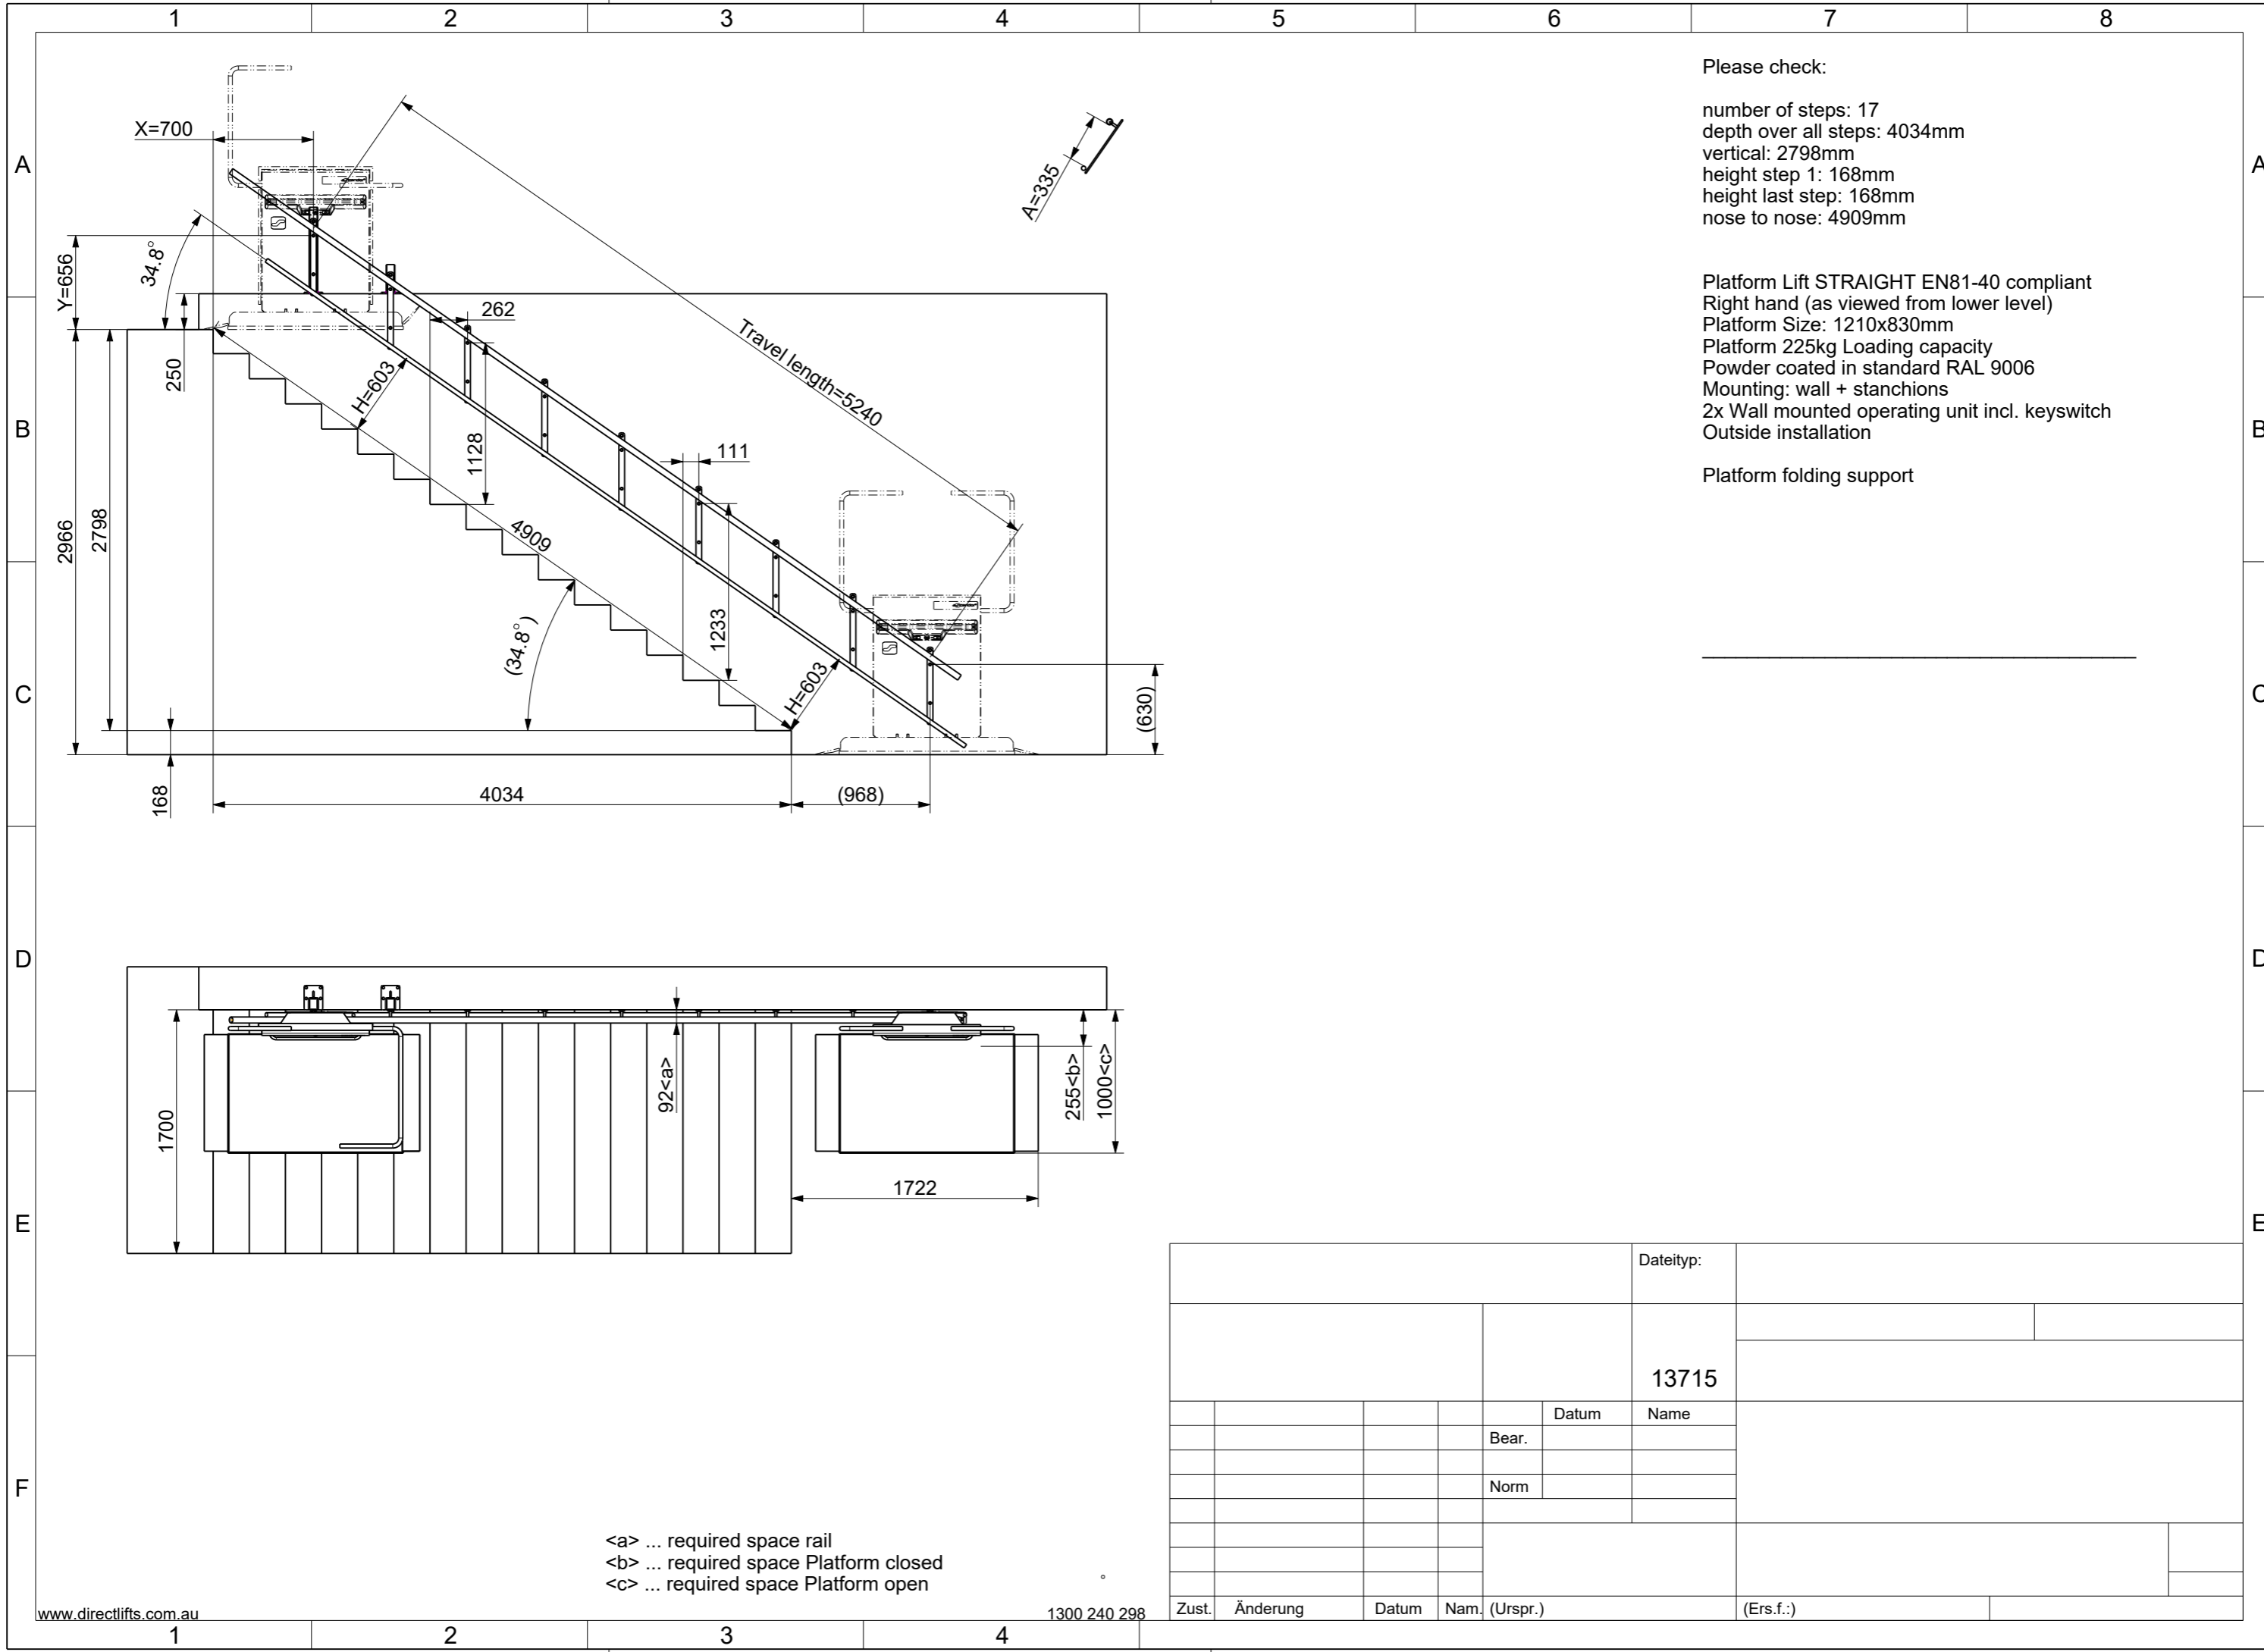 1 2 3 4 5 6 7 8
A
B
C
D
E
F
A
B
C
D
E
X=700
34.8°
Y=656
250
2966
2798
168
262
H=603
1128
4909
(34.8°)
Travel length=5240
111
1233
H=603
A=335
(630)
4034
(968)
Please check:
number of steps: 17
depth over all steps: 4034mm
vertical: 2798mm
height step 1: 168mm
height last step: 168mm
nose to nose: 4909mm
Platform Lift STRAIGHT EN81-40 compliant
Right hand (as viewed from lower level)
Platform Size: 1210x830mm
Platform 225kg Loading capacity
Powder coated in standard RAL 9006
Mounting: wall + stanchions
2x Wall mounted operating unit incl. keyswitch
Outside installation
Platform folding support
1700
92<a>
255<b>
1000<c>
1722
<a> ... required space rail
<b> ... required space Platform closed
<c> ... required space Platform open
°
www.directlifts.com.au
1300 240 298
Dateityp:
13715
Datum Name
Bear.
Norm
Zust. Änderung Datum Nam. (Urspr.) (Ers.f.:)
1 2 3 4